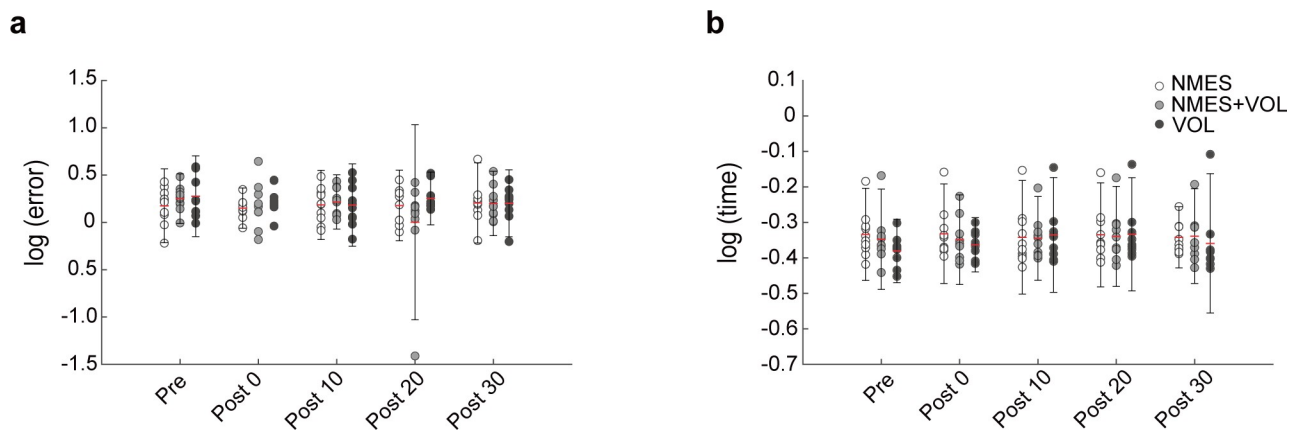 a
1.5
1.0
0.5
0
0.5
-1.0
-1.5
log (error)
Pre
Post 0
Post 10
Post 20
Post 30
b
0.1
0
-0.1
-0.2
-0.3
-0.4
-0.5
-0.6
-0.7
log (time)
NMES
NMES+VOL
VOL
Pre
Post 0
Post 10
Post 20
Post 30